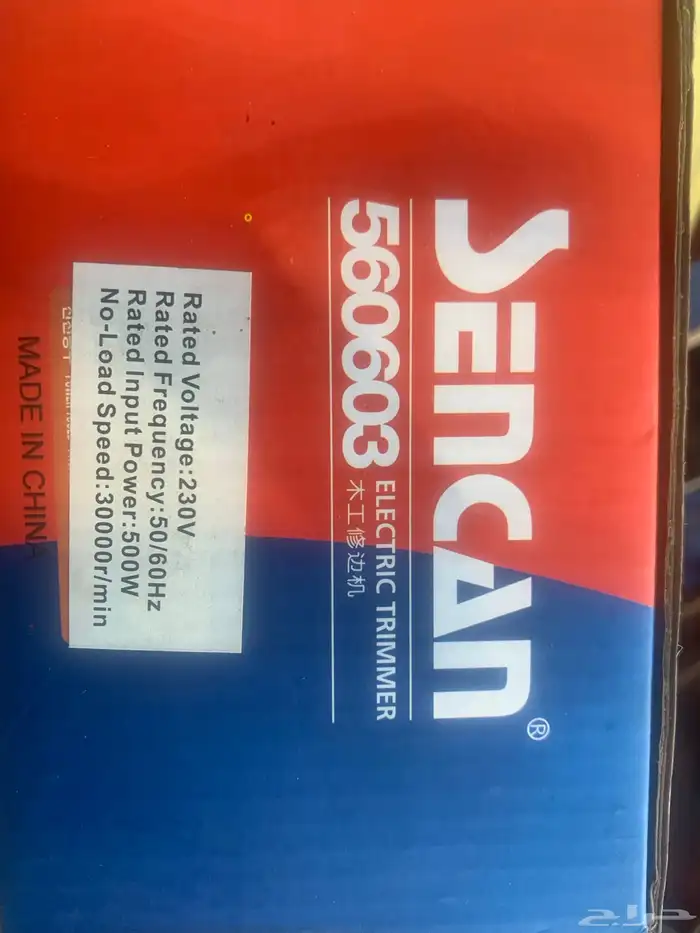 SENCAN®
560603 ELECTRIC TRIMMER
木工修边机
Rated Voltage:230V
Rated Frequency:50/60Hz
Rated Input Power:500W
No-Load Speed:30000r/min
MADE IN CHINA
حراج